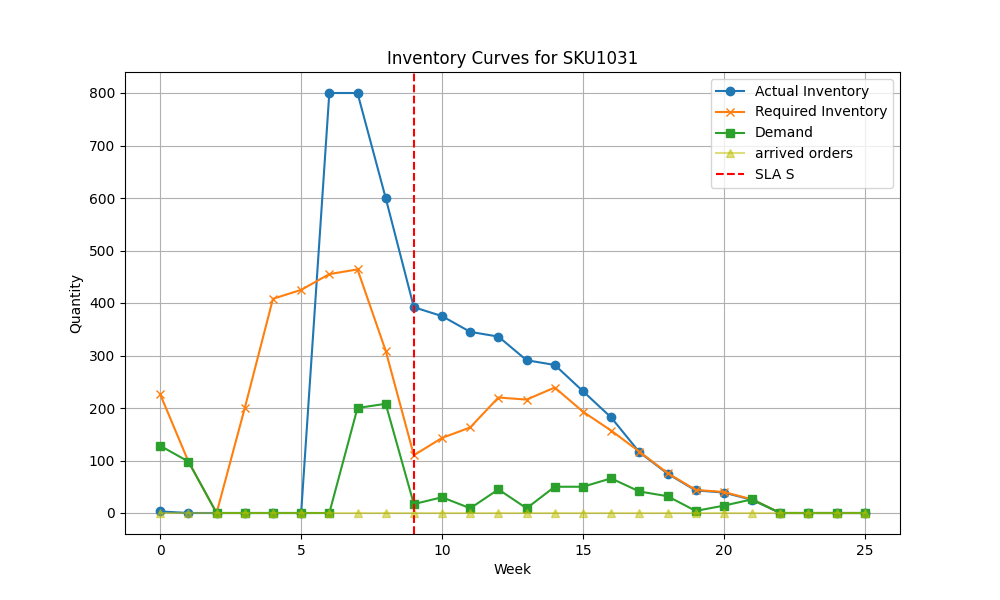 Inventory Curves for SKU1031
Actual Inventory
Required Inventory
Demand
arrived orders
SLA S
Quantity
800
700
600
500
400
300
200
100
0
0 5 10 15 20 25
Week